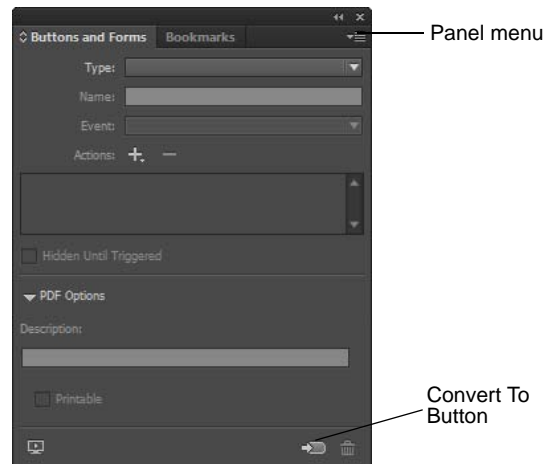 Buttons and Forms Bookmarks
Panel menu
Type:
Name:
Event:
Actions:
Hidden Until Triggered
PDF Options
Description:
Printable
Convert To
Button